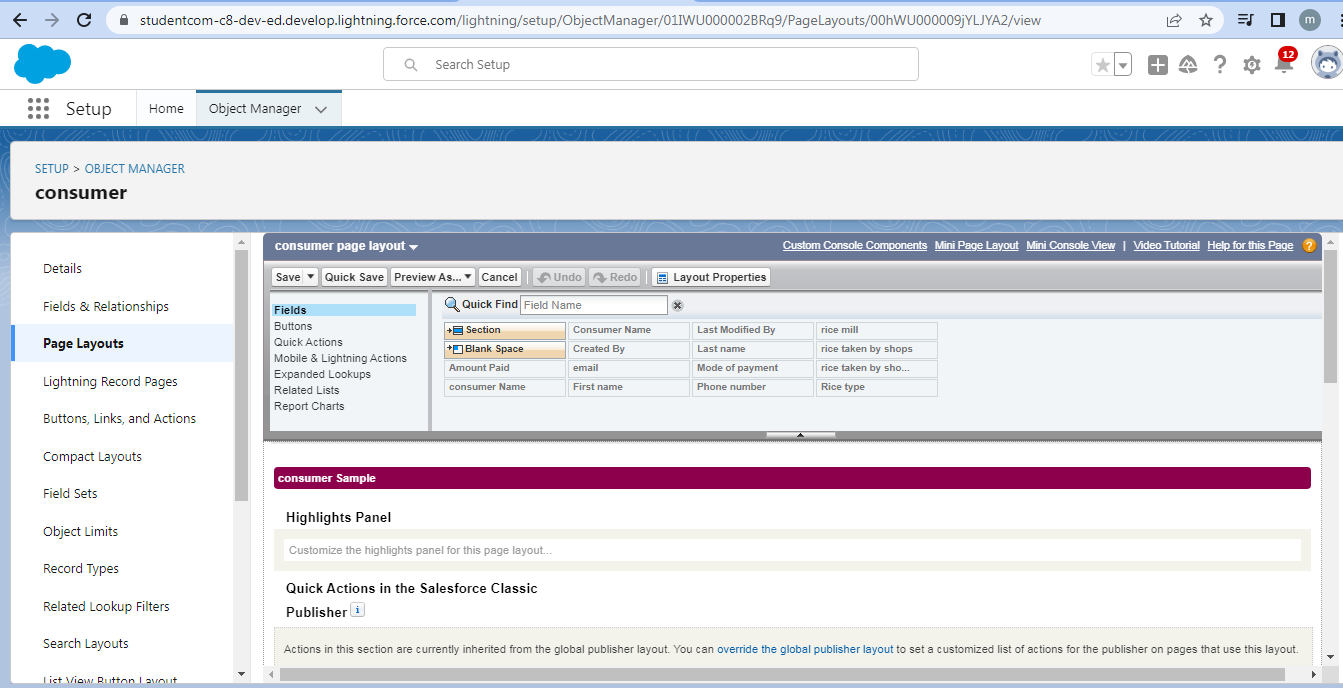 studentcom-c8-dev-ed.develop.lightning.force.com/lightning/setup/ObjectManager/01IWU000002BRq9/PageLayouts/00hWU000009jYLJYA2/view
m
Search Setup
12
Setup Home Object Manager
SETUP > OBJECT MANAGER
consumer
Details
Fields & Relationships
Page Layouts
Lightning Record Pages
Buttons, Links, and Actions
Compact Layouts
Field Sets
Object Limits
Record Types
Related Lookup Filters
Search Layouts
List View Button Layout
consumer page layout Custom Console Components Mini Page Layout Mini Console View | Video Tutorial Help for this Page ?
Save Quick Save Preview As... Cancel Undo Redo Layout Properties
Fields
Buttons
Quick Actions
Mobile & Lightning Actions
Expanded Lookups
Related Lists
Report Charts
Quick Find Field Name
Section Consumer Name Last Modified By rice mill
Blank Space Created By Last name rice taken by shops
Amount Paid email Mode of payment rice taken by sho...
consumer Name First name Phone number Rice type
consumer Sample
Highlights Panel
Customize the highlights panel for this page layout...
Quick Actions in the Salesforce Classic
Publisher i
Actions in this section are currently inherited from the global publisher layout. You can override the global publisher layout to set a customized list of actions for the publisher on pages that use this layout.